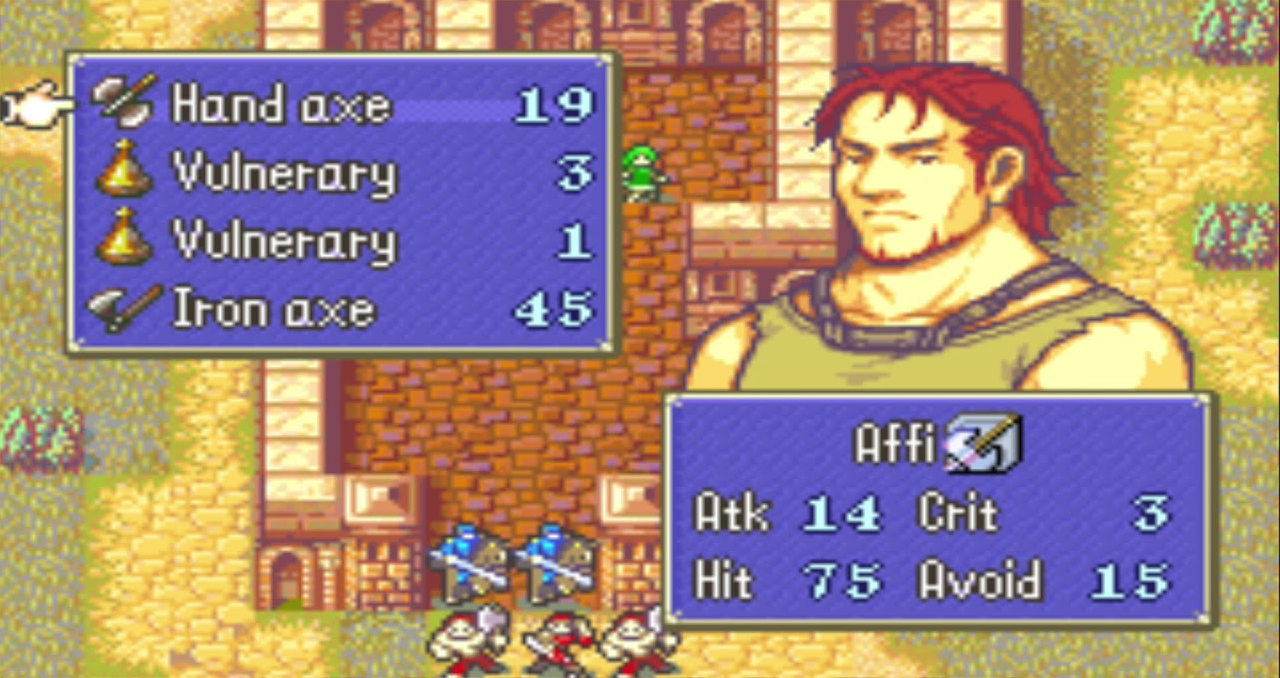 Hand axe 19
Vulnerary 3
Vulnerary 1
Iron axe 45
Affi
Atk 14 Crit 3
Hit 75 Avoid 15